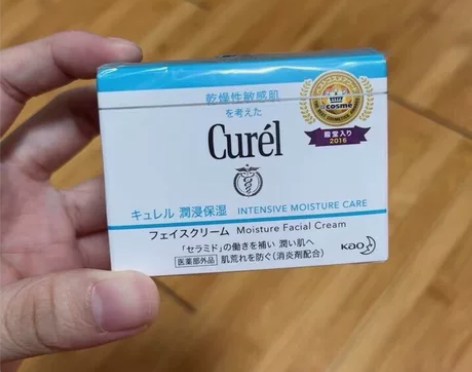 乾燥性敏感肌
を考えた
Curél
@cosme
殿堂入り
2016
キュレル 潤浸保湿 INTENSIVE MOISTURE CARE
フェイスクリーム Moisture Facial Cream
「セラミド」の働きを補い 潤い肌へ
医薬部外品 肌荒れを防ぐ(消炎剤配合)
Kao